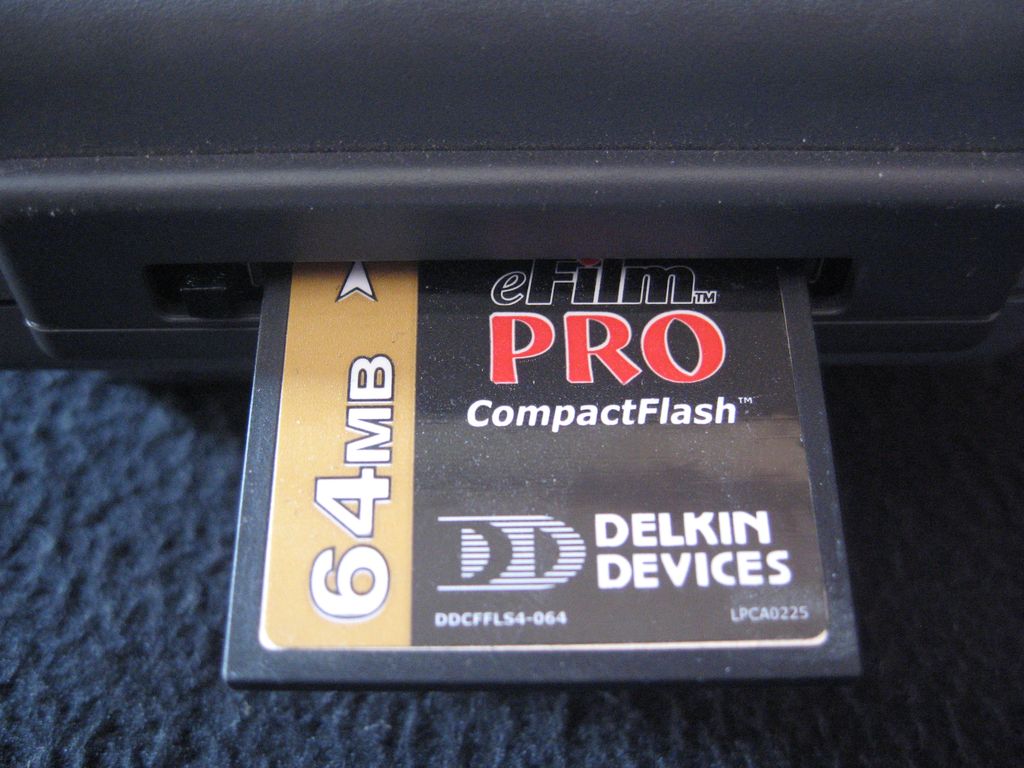 eFilm™
PRO
CompactFlash™
64MB
DELKIN
DEVICES
DDCFFLS4-064
LPCA0225